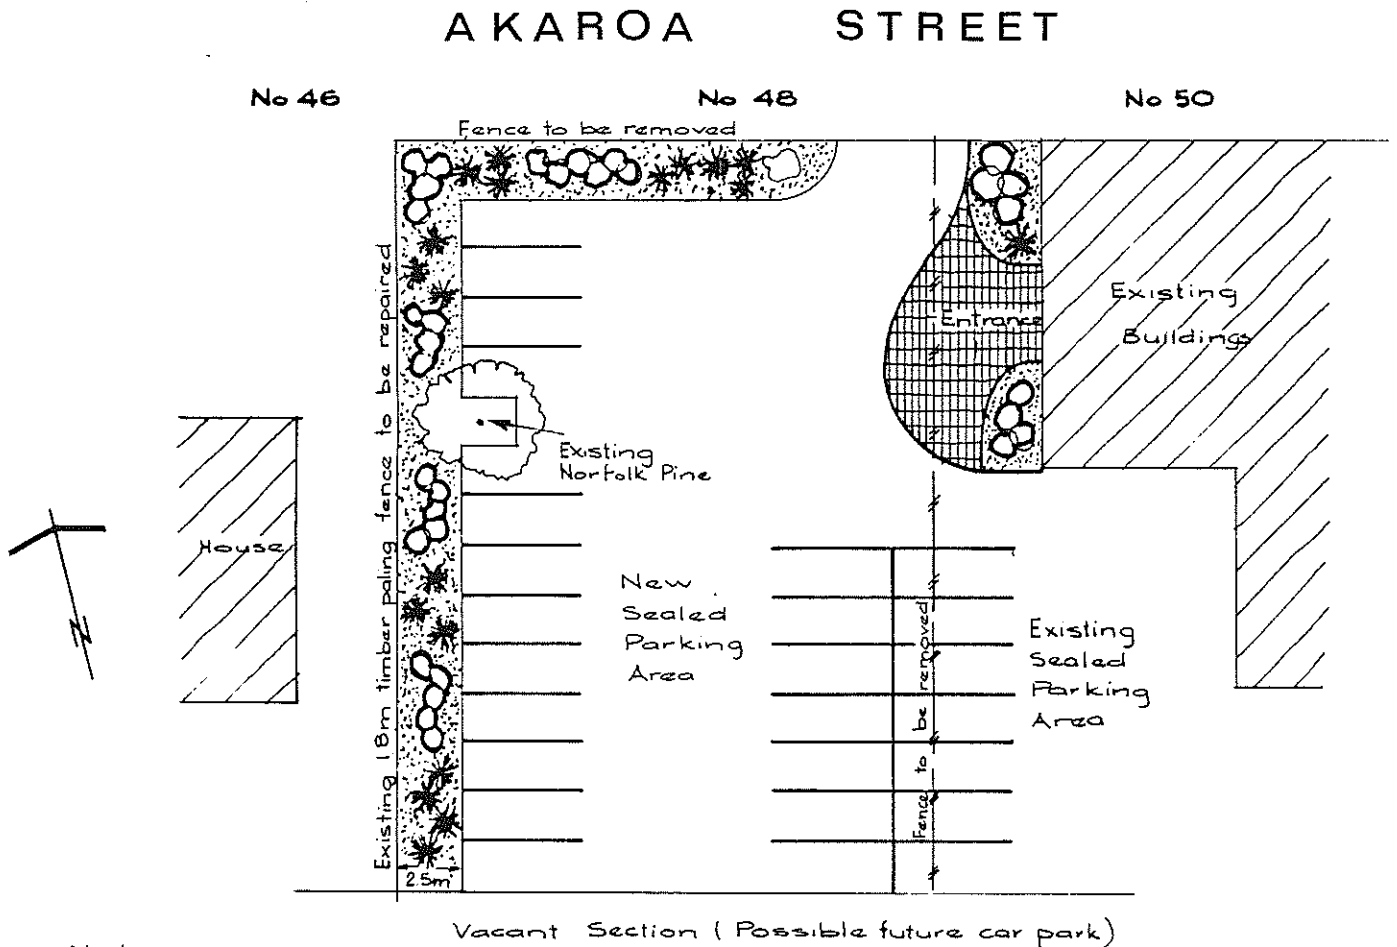 AKAROA STREET
No 46
No 48
No 50
Fence to be removed
Existing 1 8m timber paling fence to be repaired
Existing
Buildings
Entrance
Existing
Norfolk Pine
House
New
Sealed
Parking
Area
Fence to be removed
Existing
Sealed
Parking
Area
2.5m
Vacant Section ( Possible future car park)